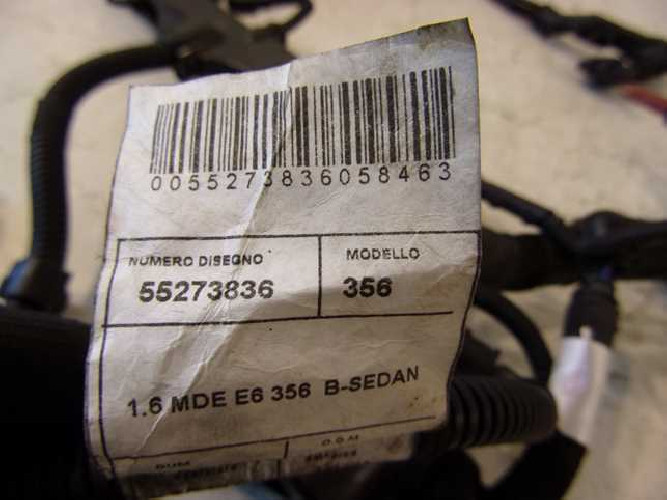 0055273836058463
NUMERO DISEGNO
MODELLO
55273836
356
1.6 MDE E6 356 B-SEDAN